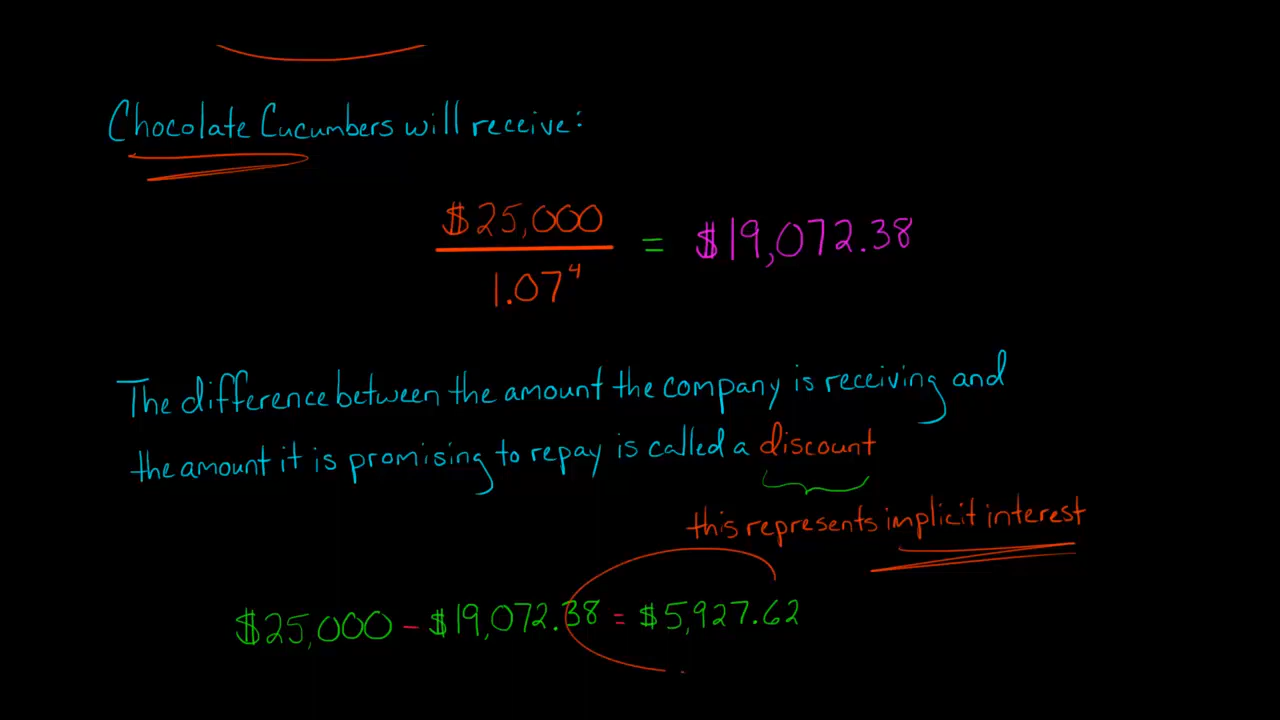 Chocolate Cucumbers will receive:
$25,000
= $19,072.38
1.07⁴
The difference between the amount the company is receiving and
the amount it is promising to repay is called a discount
this represents implicit interest
$25,000 - $19,072.38 = $5,927.62